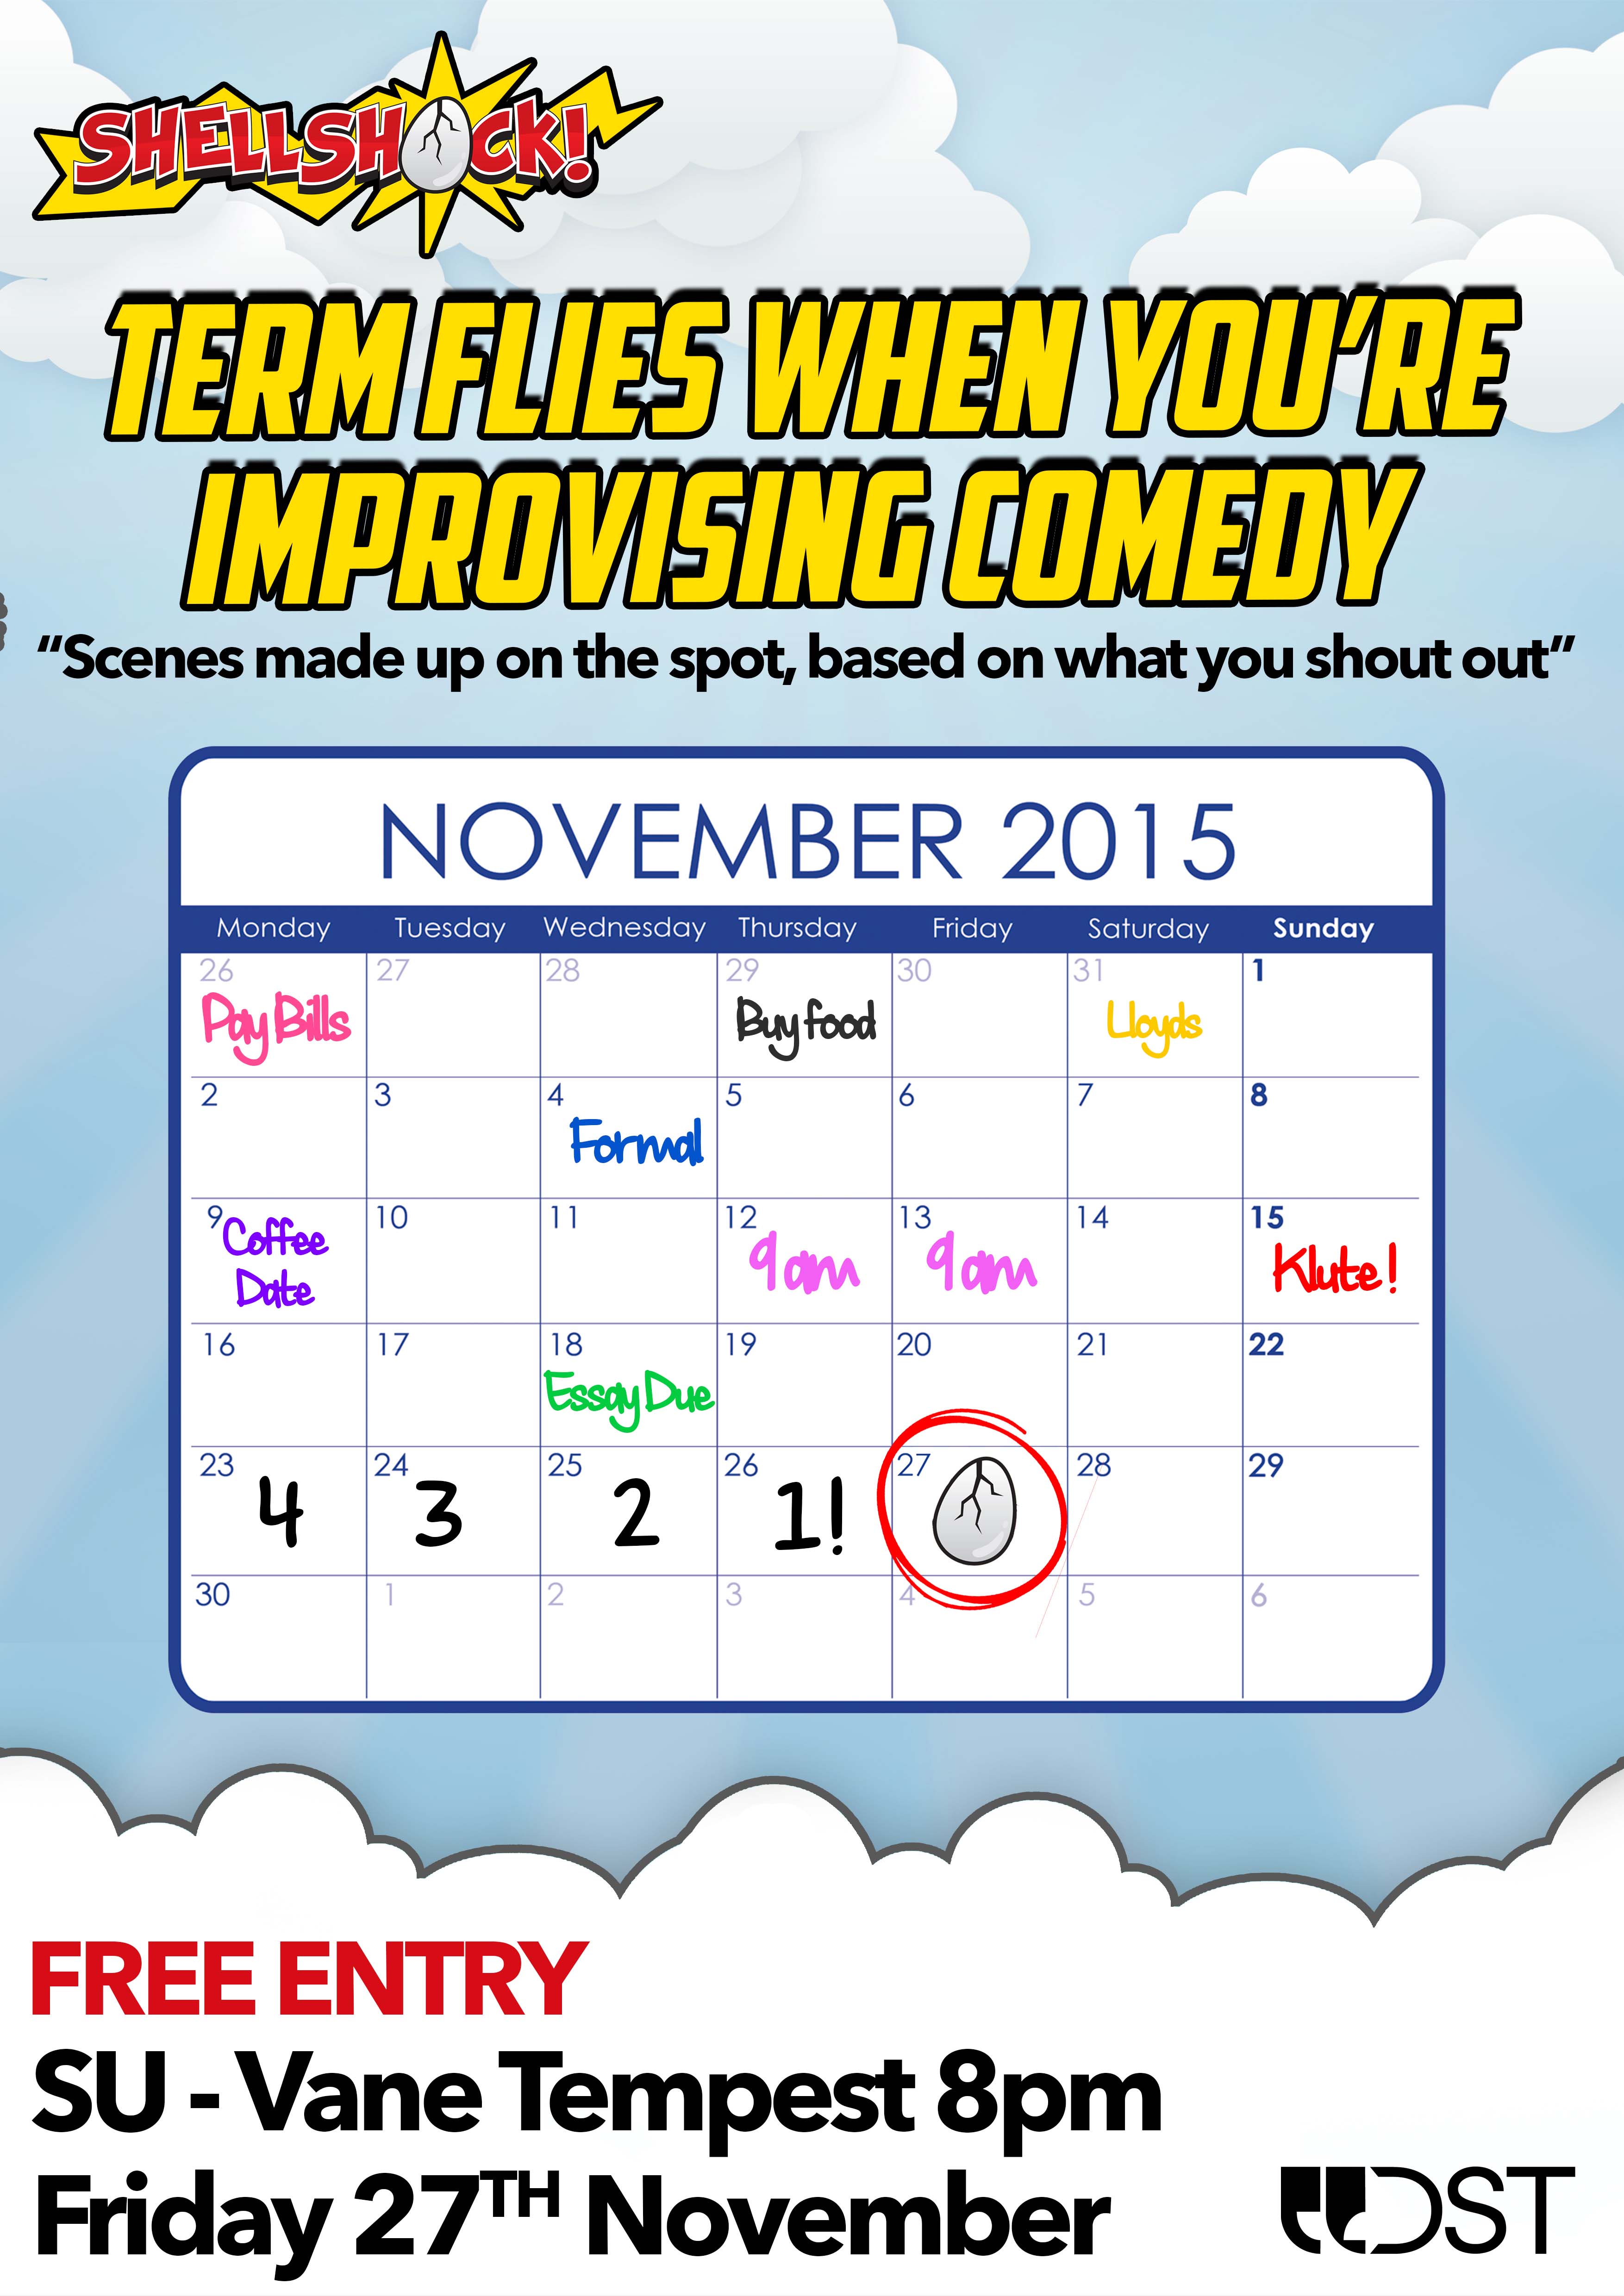 SHELLSHOCK!
TERM FLIES WHEN YOU'RE
IMPROVISING COMEDY
“Scenes made up on the spot, based on what you shout out”
NOVEMBER 2015
Monday Tuesday Wednesday Thursday Friday Saturday Sunday
26 27 28 29 30 31 1
Pay Bills Buy food Lloyds
2 3 4 5 6 7 8
Formal
9 10 11 12 13 14 15
Coffee 9am 9am Klute!
Date
16 17 18 19 20 21 22
Essay Due
23 24 25 26 27 28 29
4 3 2 1!
30 1 2 3 4 5 6
FREE ENTRY
SU - Vane Tempest 8pm
Friday 27TH November
DST